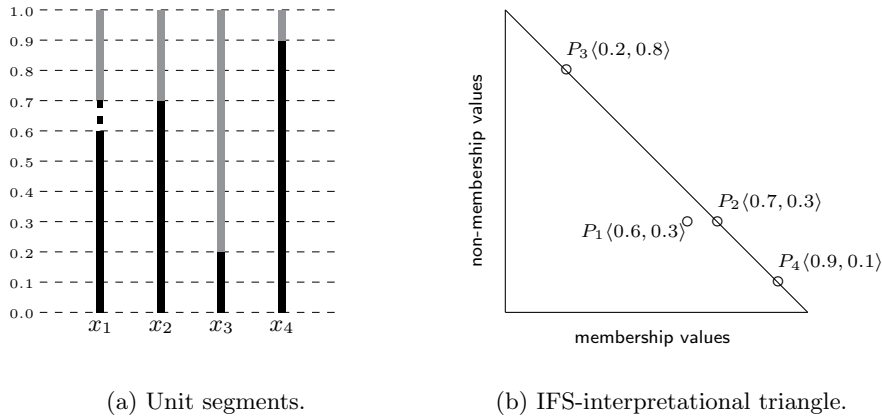 1.0
0.9
0.8
0.7
0.6
0.5
0.4
0.3
0.2
0.1
0.0
x₁ x₂ x₃ x₄
(a) Unit segments.
P₃⟨0.2, 0.8⟩
P₂⟨0.7, 0.3⟩
P₁⟨0.6, 0.3⟩
P₄⟨0.9, 0.1⟩
non-membership values
membership values
(b) IFS-interpretational triangle.